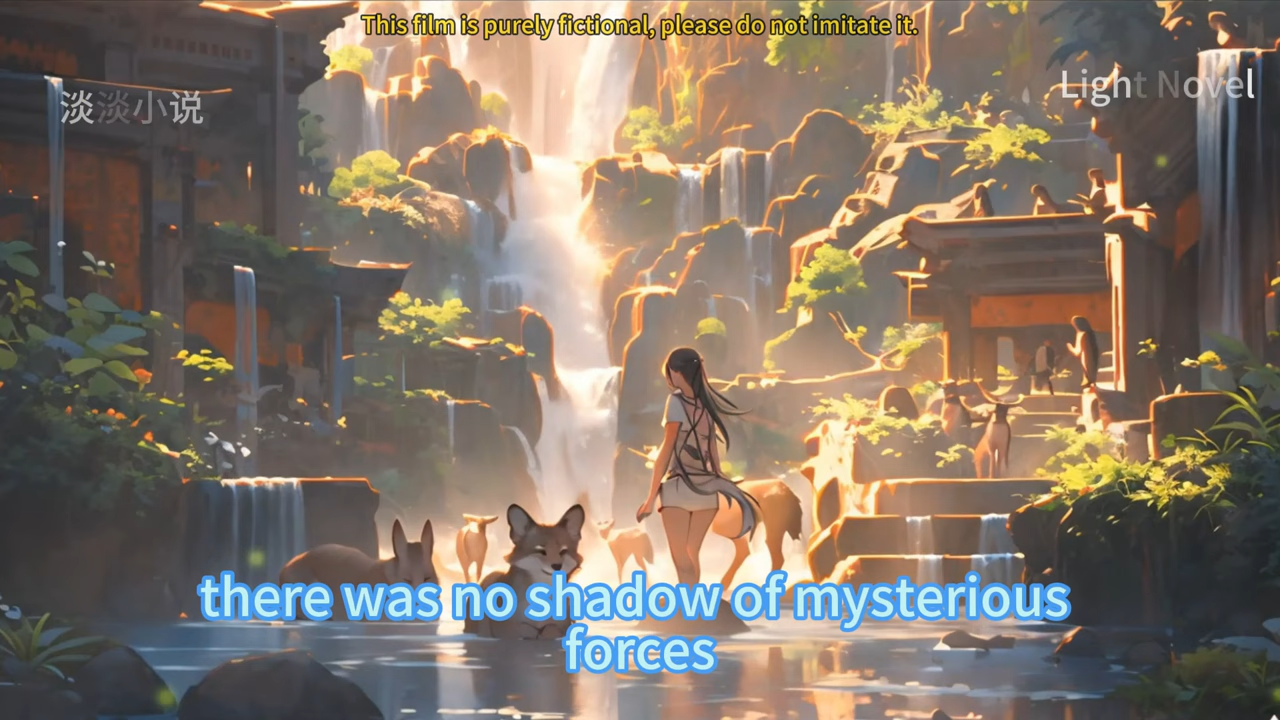 This film is purely fictional, please do not imitate it.
淡淡小说
Light Novel
there was no shadow of mysterious
forces